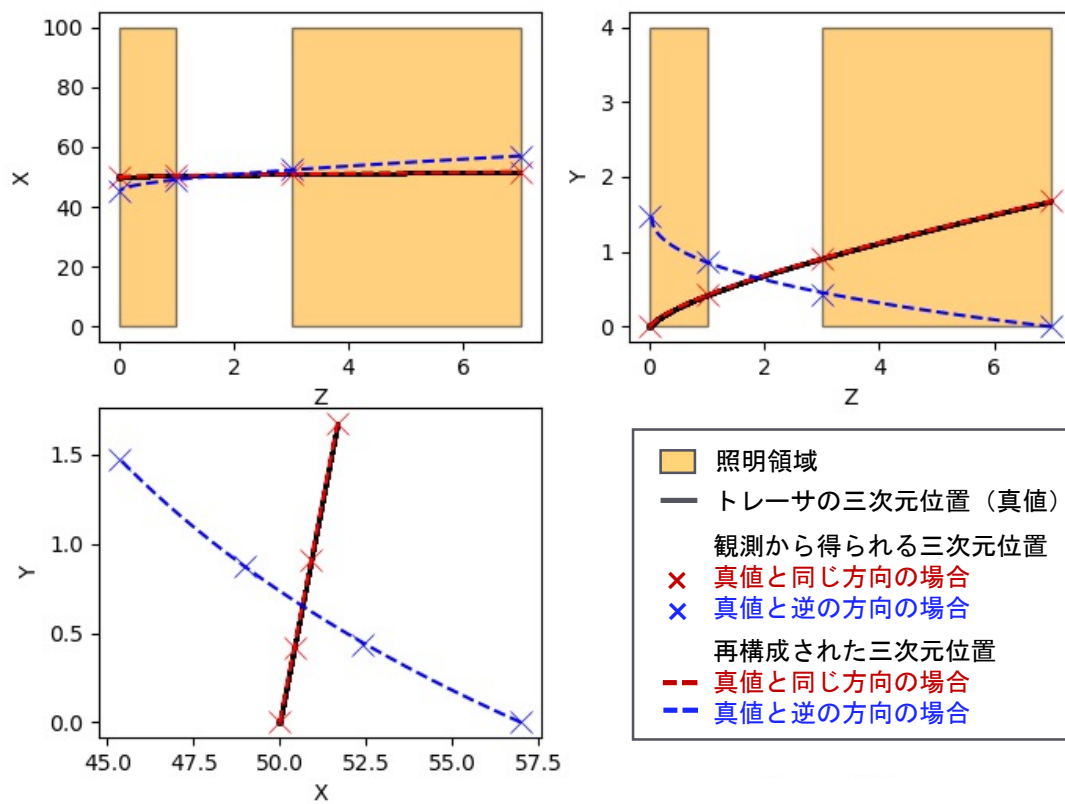 100
80
60
40
20
0
X
0
2
4
6
Z
4
3
2
1
0
Y
0
2
4
6
Z
1.5
1.0
0.5
0.0
Y
45.0
47.5
50.0
52.5
55.0
57.5
X
照明領域
トレーサの三次元位置（真値）
観測から得られる三次元位置
× 真値と同じ方向の場合
× 真値と逆の方向の場合
再構成された三次元位置
真値と同じ方向の場合
真値と逆の方向の場合